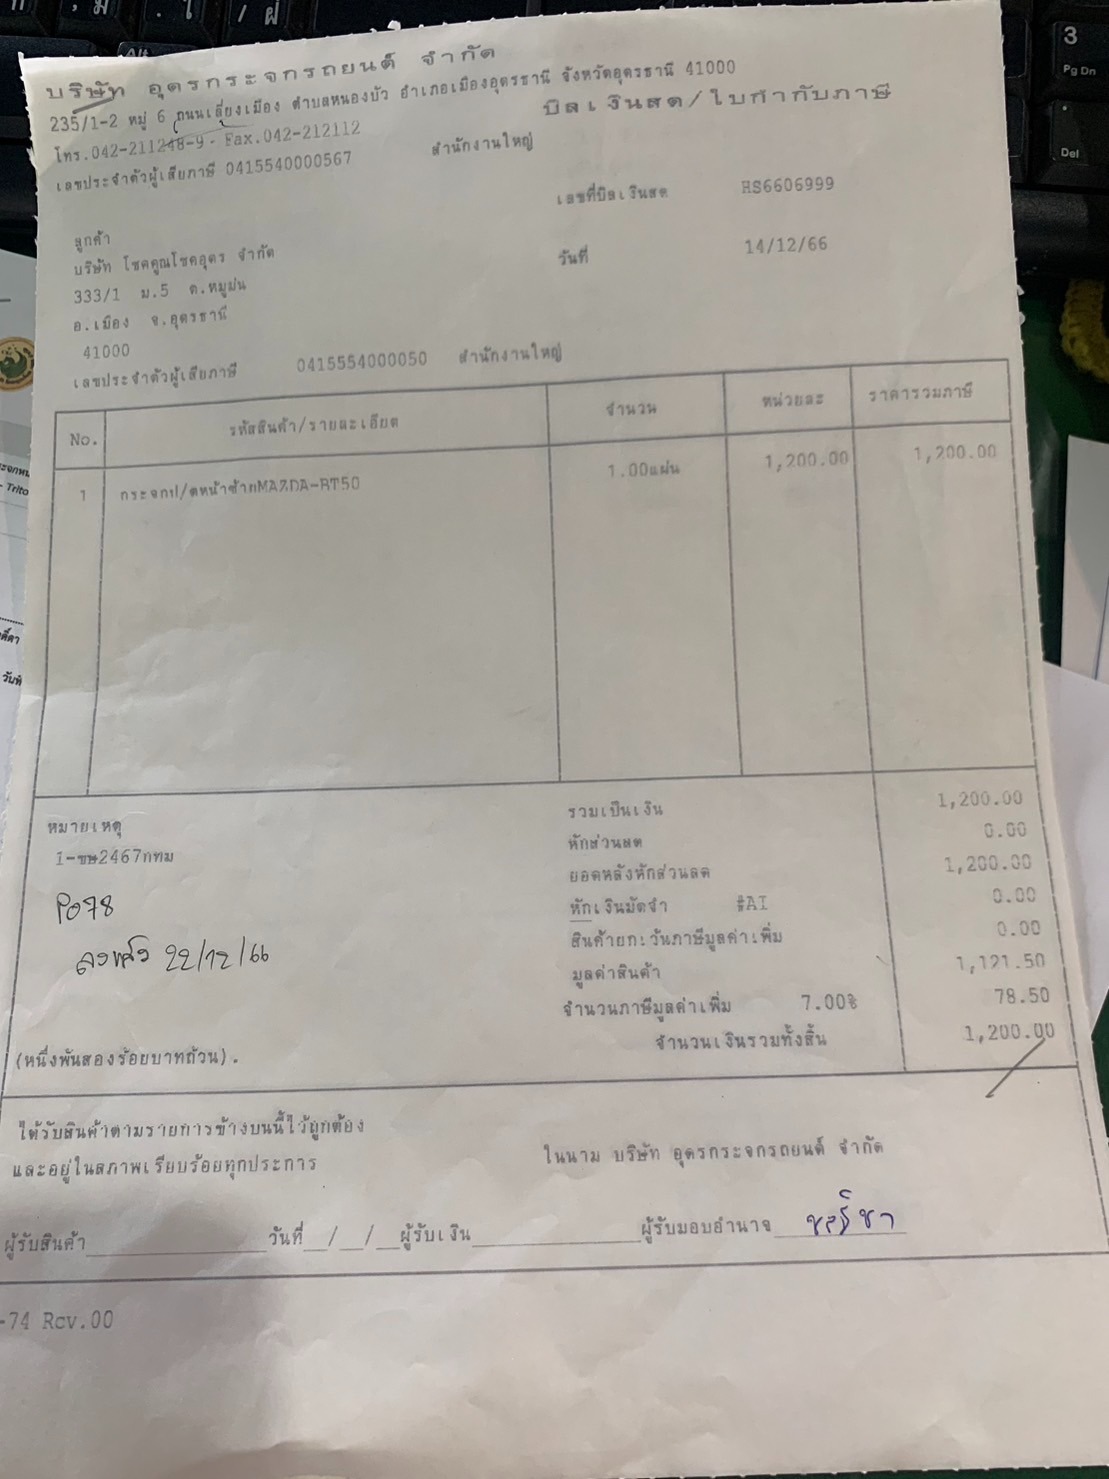 บริษัท อุดรกระจกรถยนต์ จำกัด
235/1-2 หมู่ 6 ถนนเลี่ยงเมือง ตำบลหนองบัว อำเภอเมืองอุดรธานี จังหวัดอุดรธานี 41000
บิลเงินสด/ใบกำกับภาษี
โทร.042-211248-9 - Fax.042-212112
เลขประจำตัวผู้เสียภาษี 0415540000567 สำนักงานใหญ่
เลขที่บิลเงินสด HS6606999
ลูกค้า
บริษัท โชคคูณโชคอุดร จำกัด
วันที่ 14/12/66
333/1 ม.5 ต.หมูม่น
อ.เมือง จ.อุดรธานี
41000
เลขประจำตัวผู้เสียภาษี 0415554000050 สำนักงานใหญ่
No. รหัสสินค้า/รายละเอียด จำนวน หน่วยละ ราคารวมภาษี
1 กระจกป/ตหน้าซ้ายMAZDA-BT50 1.00แผ่น 1,200.00 1,200.00
หมายเหตุ
1-ฃษ2467กทม
PO78
ลงแล้ว 22/12/66
รวมเป็นเงิน 1,200.00
หักส่วนลด 0.00
ยอดหลังหักส่วนลด 1,200.00
หักเงินมัดจำ #AI 0.00
สินค้ายกเว้นภาษีมูลค่าเพิ่ม 0.00
มูลค่าสินค้า 1,121.50
จำนวนภาษีมูลค่าเพิ่ม 7.00% 78.50
จำนวนเงินรวมทั้งสิ้น 1,200.00
(หนึ่งพันสองร้อยบาทถ้วน).
ได้รับสินค้าตามรายการข้างบนนี้ไว้ถูกต้อง
และอยู่ในสภาพเรียบร้อยทุกประการ
ในนาม บริษัท อุดรกระจกรถยนต์ จำกัด
ผู้รับสินค้า วันที่ / / ผู้รับเงิน ผู้รับมอบอำนาจ
-74 Rev.00
3
Pg Dn
Del
Alt